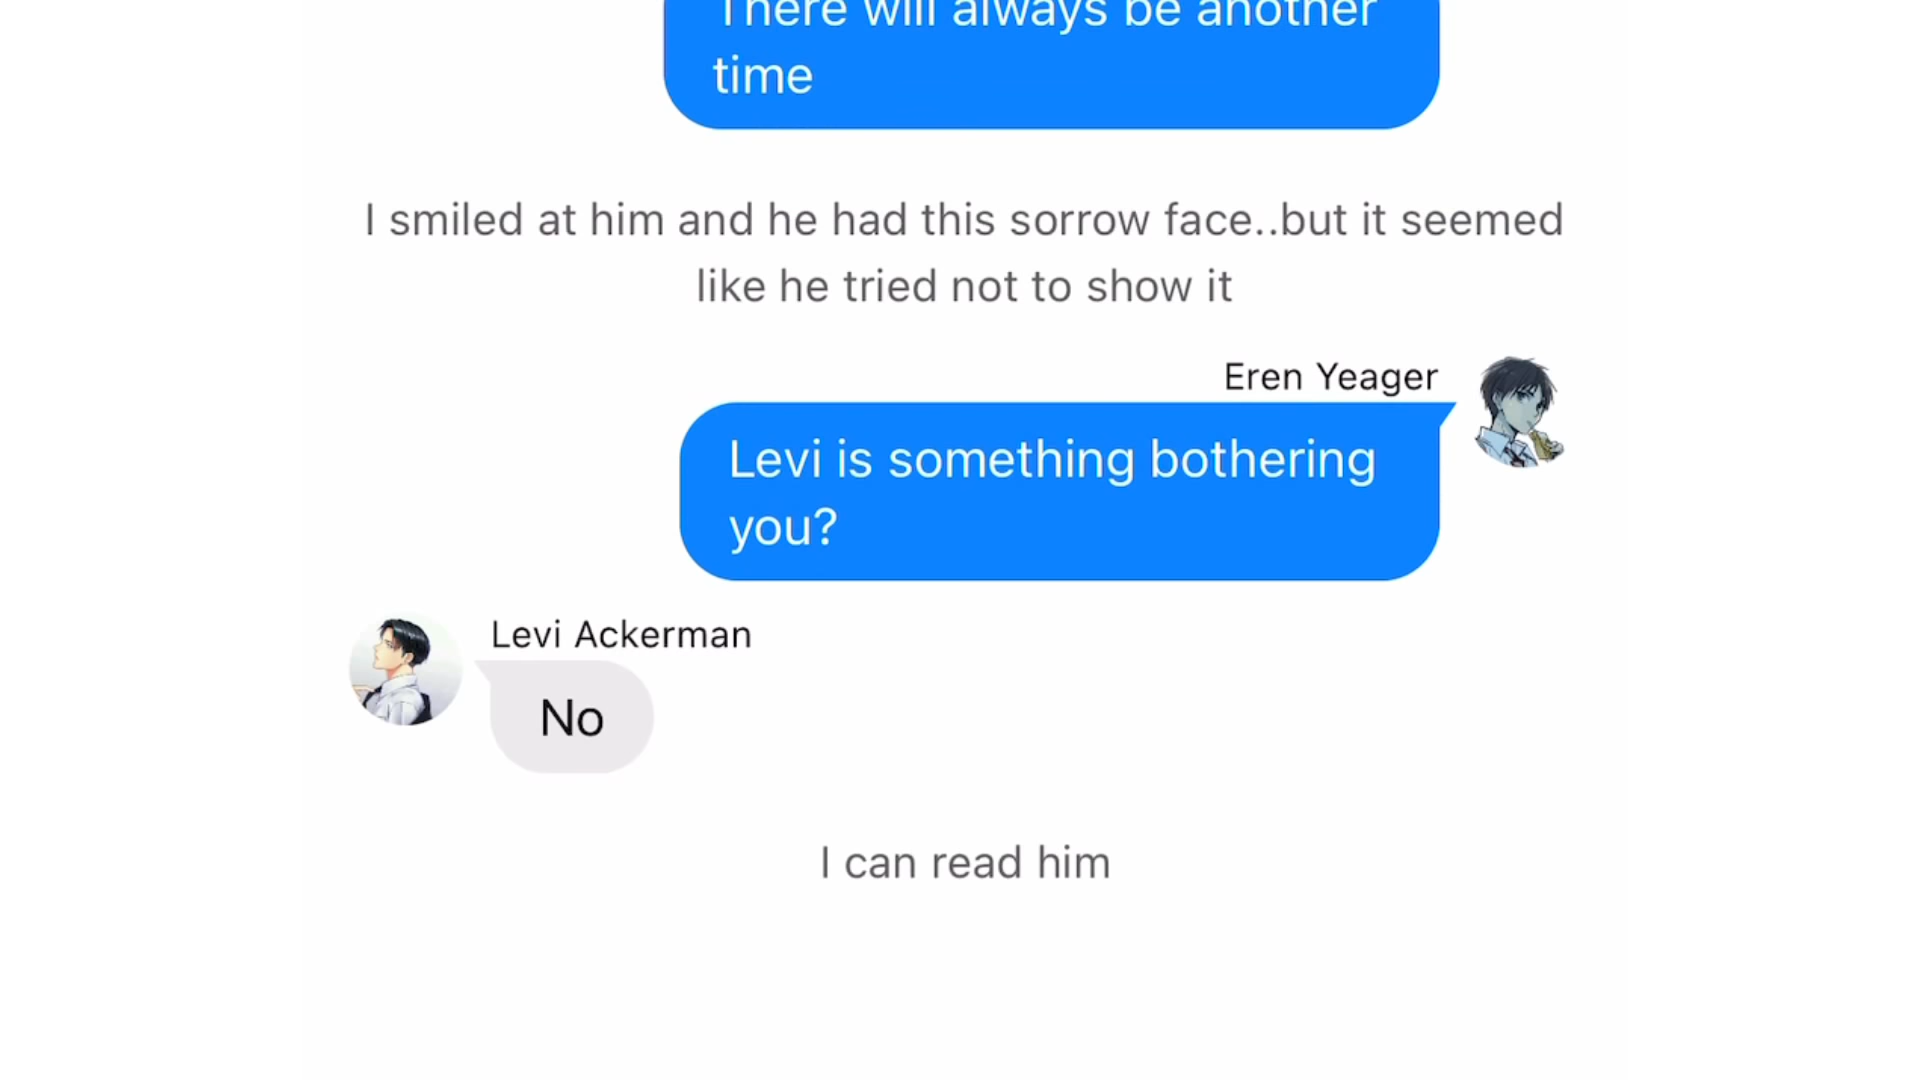 There will always be another
time
I smiled at him and he had this sorrow face..but it seemed
like he tried not to show it
Eren Yeager
Levi is something bothering
you?
Levi Ackerman
No
I can read him